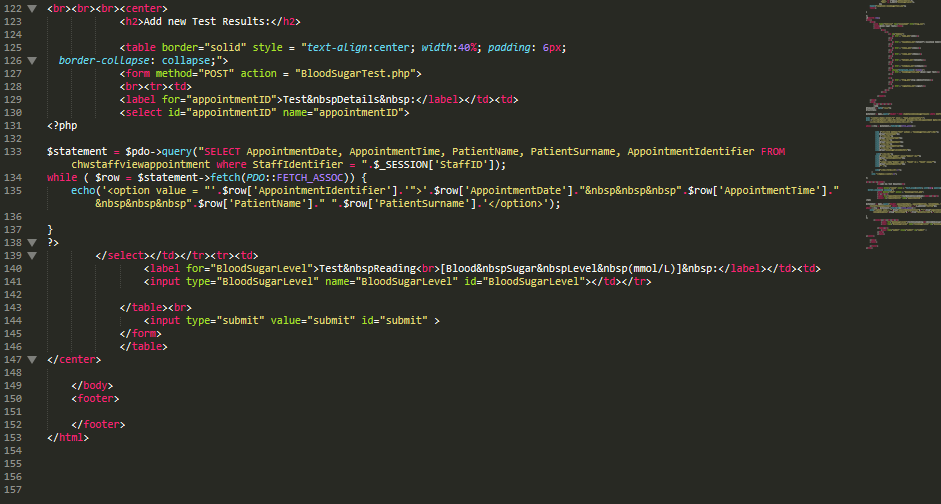 122 <br><br><br><center>
123 <h2>Add new Test Results:</h2>
124
125 <table border="solid" style = "text-align:center; width:40%; padding: 6px;
126 border-collapse: collapse;">
127 <form method="POST" action = "BloodSugarTest.php">
128 <br><tr><td>
129 <label for="appointmentID">Test&nbspDetails&nbsp:</label></td><td>
130 <select id="appointmentID" name="appointmentID">
131 <?php
132
133 $statement = $pdo->query("SELECT AppointmentDate, AppointmentTime, PatientName, PatientSurname, AppointmentIdentifier FROM
chwstaffviewappointment where StaffIdentifier = ".$_SESSION['StaffID']);
134 while ( $row = $statement->fetch(PDO::FETCH_ASSOC)) {
135 echo('<option value = "'.$row['AppointmentIdentifier'].'">'.$row['AppointmentDate']."&nbsp&nbsp&nbsp".$row['AppointmentTime']."
&nbsp&nbsp&nbsp".$row['PatientName']." ".$row['PatientSurname'].'</option>');
136
137 }
138 ?>
139 </select></td></tr><tr><td>
140 <label for="BloodSugarLevel">Test&nbspReading<br>[Blood&nbspSugar&nbspLevel&nbsp(mmol/L)]&nbsp:</label></td><td>
141 <input type="BloodSugarLevel" name="BloodSugarLevel" id="BloodSugarLevel"></td></tr>
142
143 </table><br>
144 <input type="submit" value="submit" id="submit" >
145 </form>
146 </table>
147 </center>
148
149 </body>
150 <footer>
151
152 </footer>
153 </html>
154
155
156
157